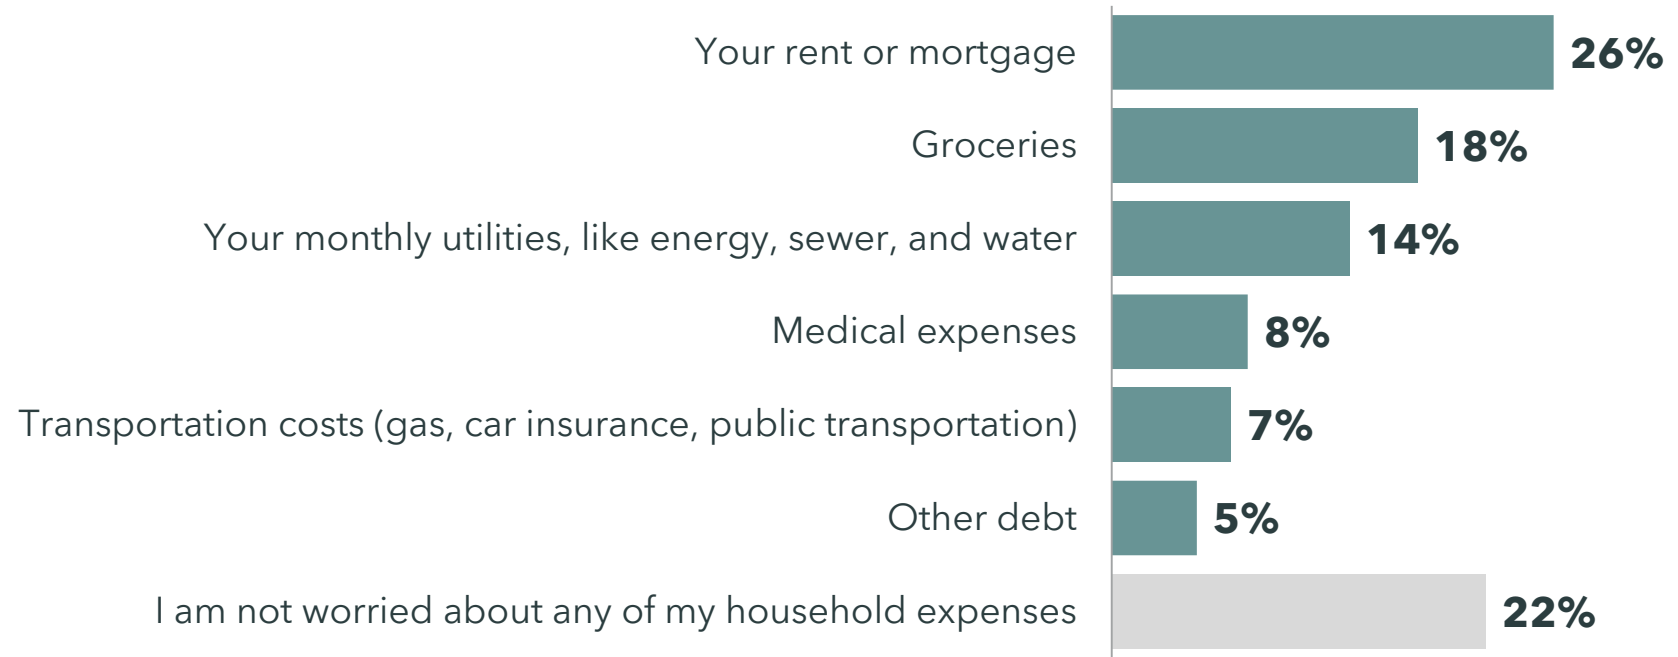 Your rent or mortgage 26%
Groceries 18%
Your monthly utilities, like energy, sewer, and water 14%
Medical expenses 8%
Transportation costs (gas, car insurance, public transportation) 7%
Other debt 5%
I am not worried about any of my household expenses 22%